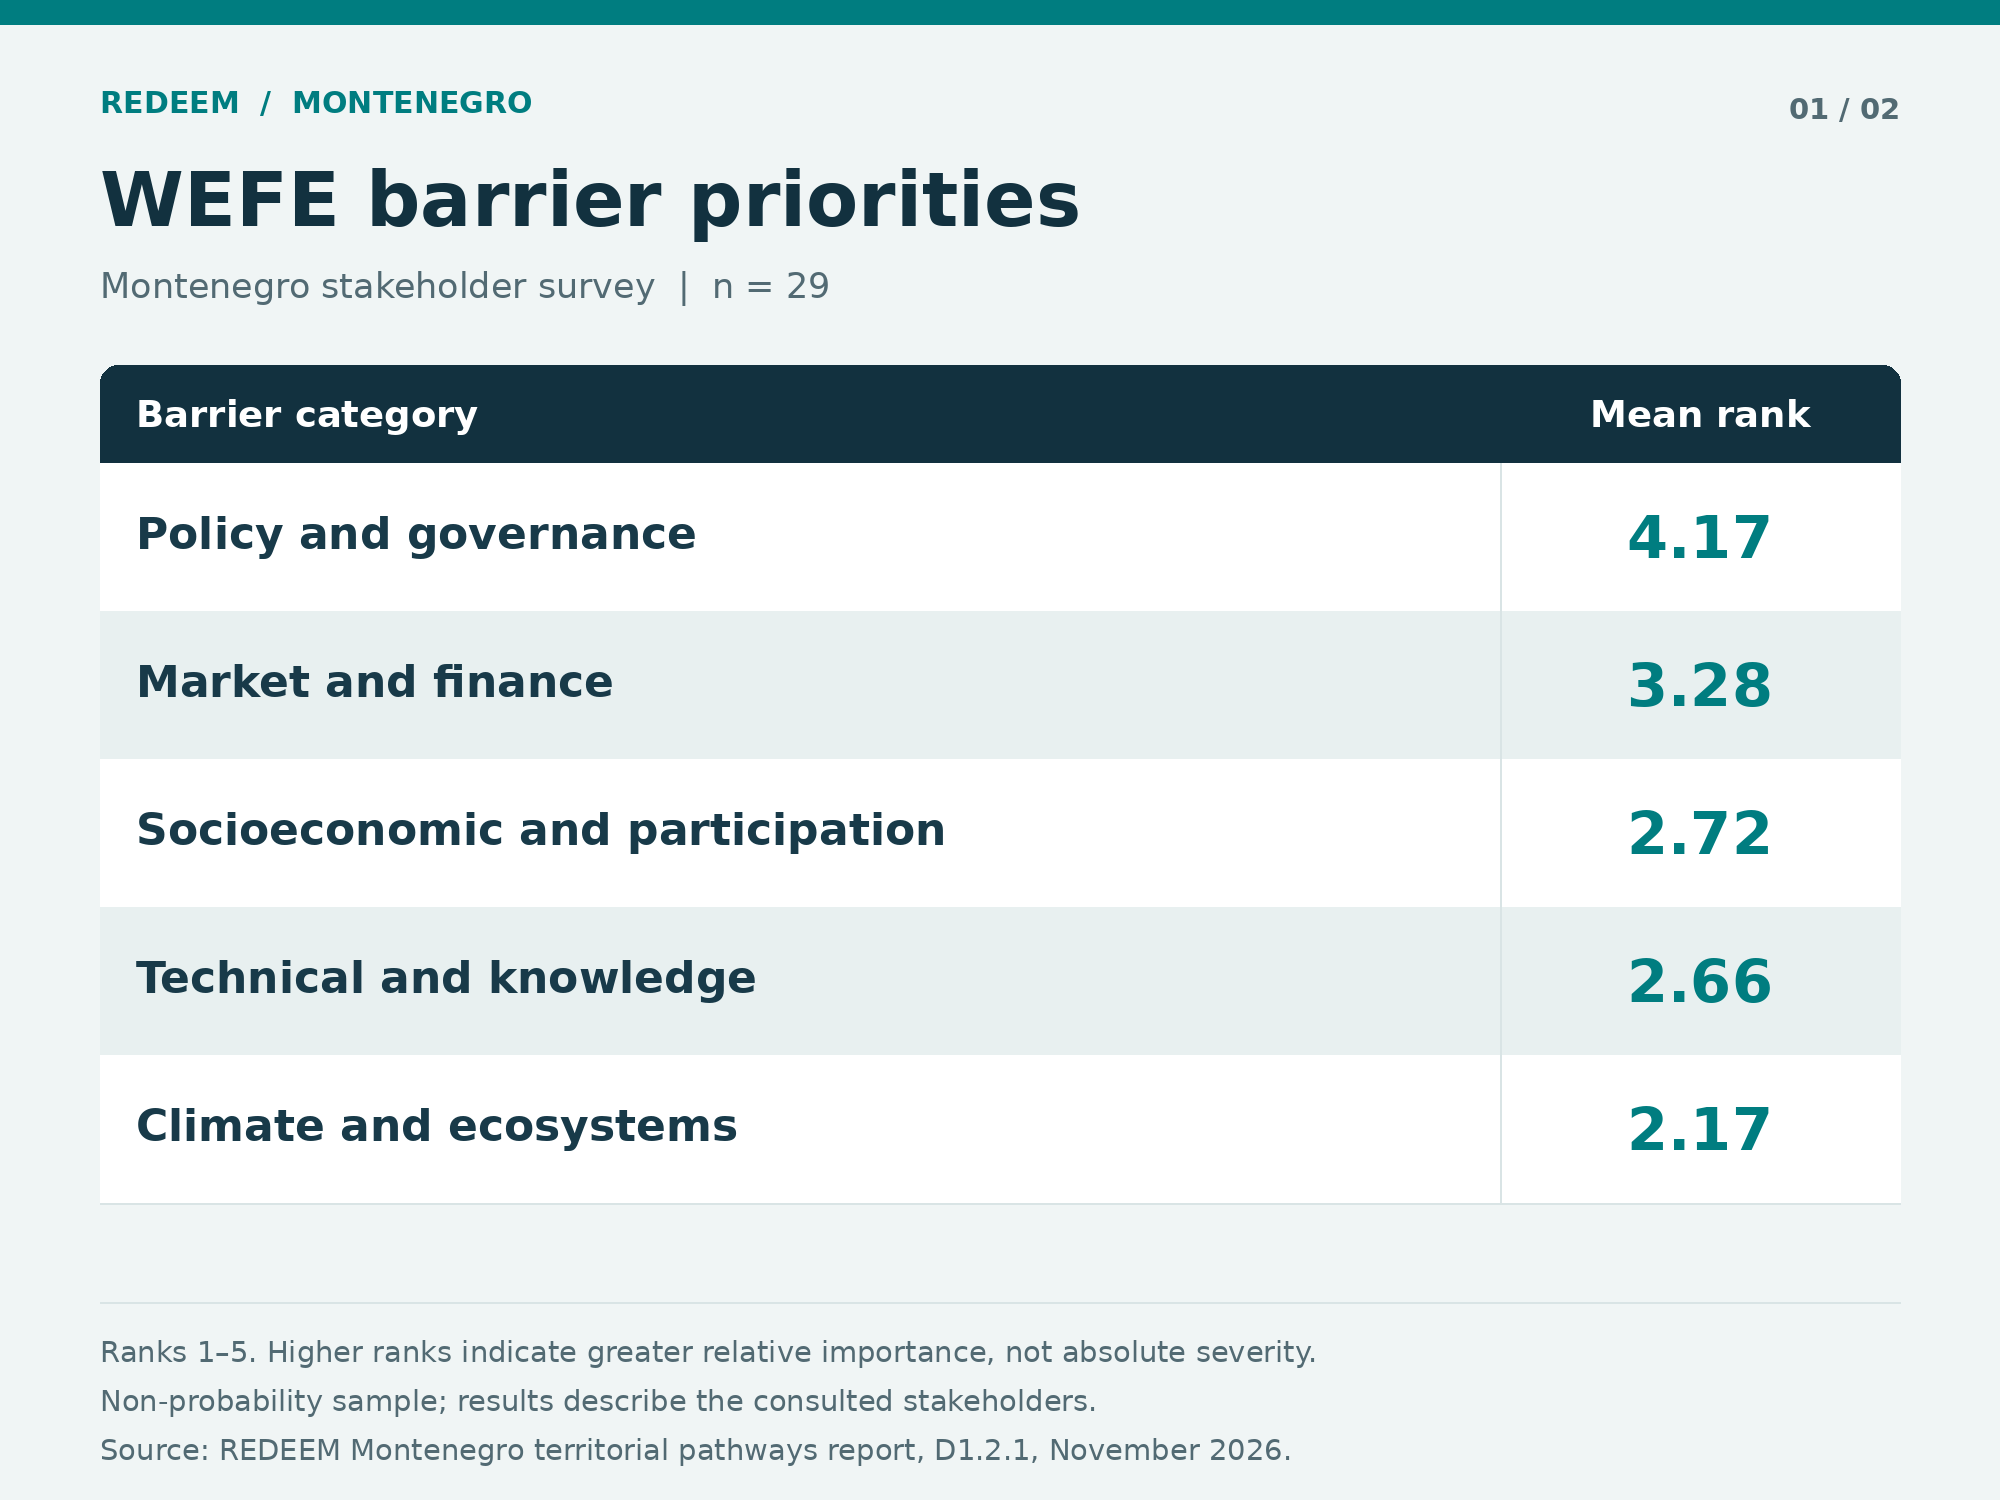 REDEEM / MONTENEGRO
01 / 02
WEFE barrier priorities
Montenegro stakeholder survey | n = 29
Barrier category Mean rank
Policy and governance 4.17
Market and finance 3.28
Socioeconomic and participation 2.72
Technical and knowledge 2.66
Climate and ecosystems 2.17
Ranks 1–5. Higher ranks indicate greater relative importance, not absolute severity.
Non-probability sample; results describe the consulted stakeholders.
Source: REDEEM Montenegro territorial pathways report, D1.2.1, November 2026.